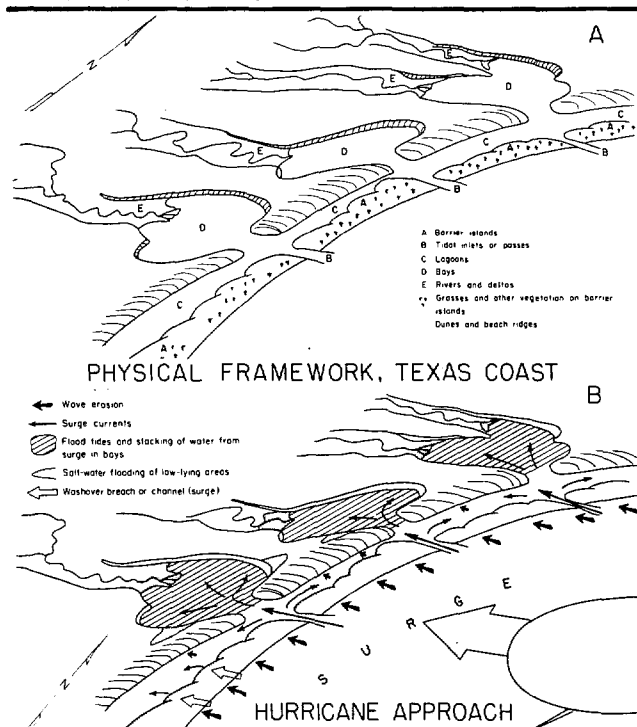 A
N
E
E
D
C
A
B
E
D
C
A
B
E
D
C
A
B
A Barrier islands
B Tidal inlets or passes
C Lagoons
D Bays
E Rivers and deltas
Grasses and other vegetation on barrier
islands
Dunes and beach ridges
PHYSICAL FRAMEWORK, TEXAS COAST
B
Wave erosion
Surge currents
Flood tides and stacking of water from
surge in bays
Salt-water flooding of low-lying areas
Washover breach or channel (surge)
SURGE
N
HURRICANE APPROACH